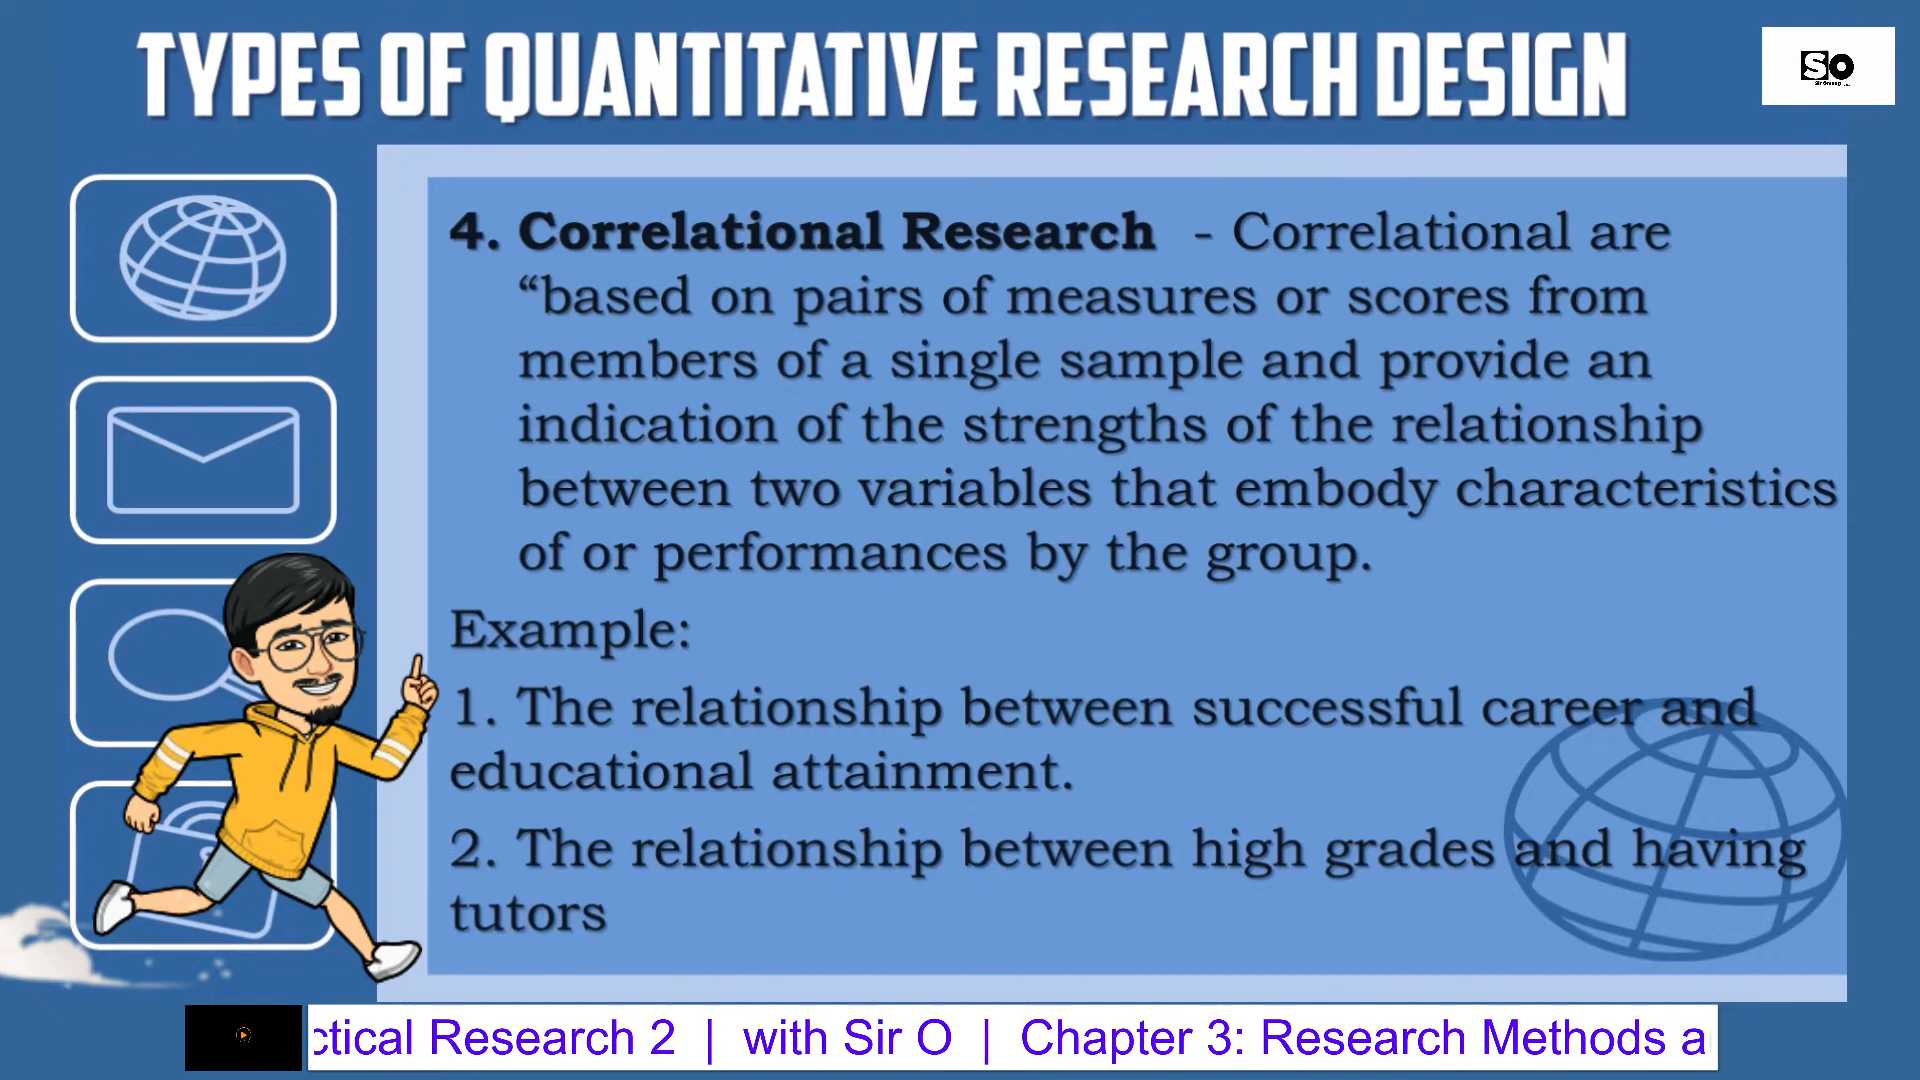 TYPES OF QUANTITATIVE RESEARCH DESIGN
SO
4. Correlational Research - Correlational are
“based on pairs of measures or scores from
members of a single sample and provide an
indication of the strengths of the relationship
between two variables that embody characteristics
of or performances by the group.
Example:
1. The relationship between successful career and
educational attainment.
2. The relationship between high grades and having
tutors
ctical Research 2 | with Sir O | Chapter 3: Research Methods a